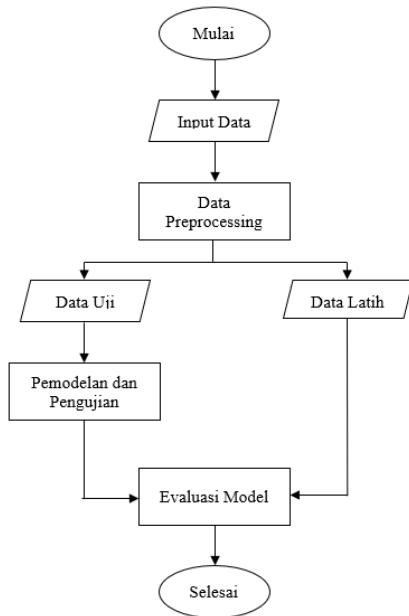 Mulai
Input Data
Data
Preprocessing
Data Uji
Data Latih
Pemodelan dan
Pengujian
Evaluasi Model
Selesai